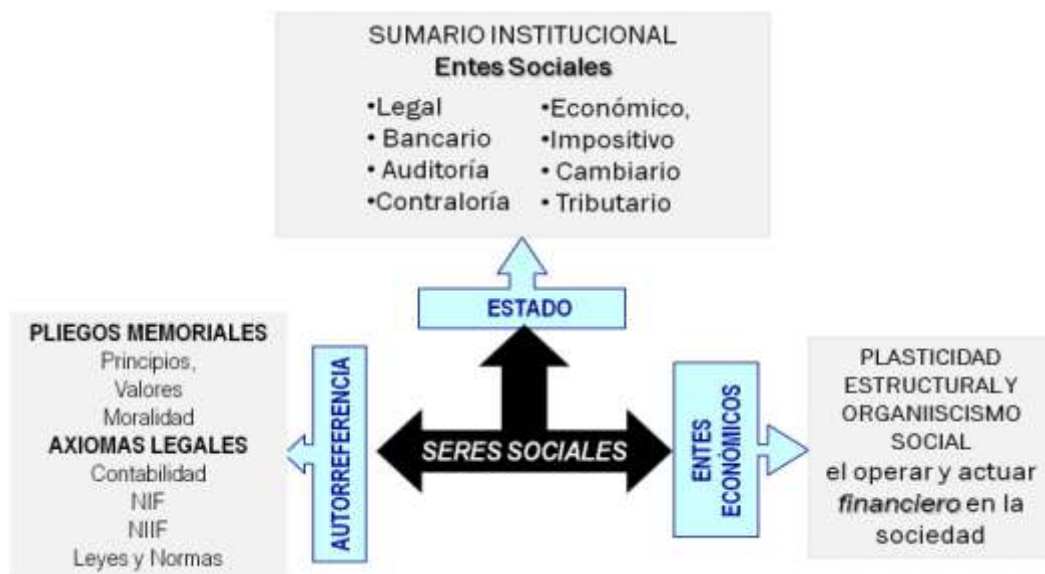 SUMARIO INSTITUCIONAL
Entes Sociales
•Legal
• Bancario
• Auditoría
•Contraloría
•Económico,
•Impositivo
• Cambiario
• Tributario
ESTADO
PLIEGOS MEMORIALES
Principios,
Valores
Moralidad
AXIOMAS LEGALES
Contabilidad
NIF
NIIF
Leyes y Normas
AUTORREFERENCIA
SERES SOCIALES
ENTES
ECONÓMICOS
PLASTICIDAD
ESTRUCTURAL Y
ORGANIISCISMO
SOCIAL
el operar y actuar
financiero en la
sociedad